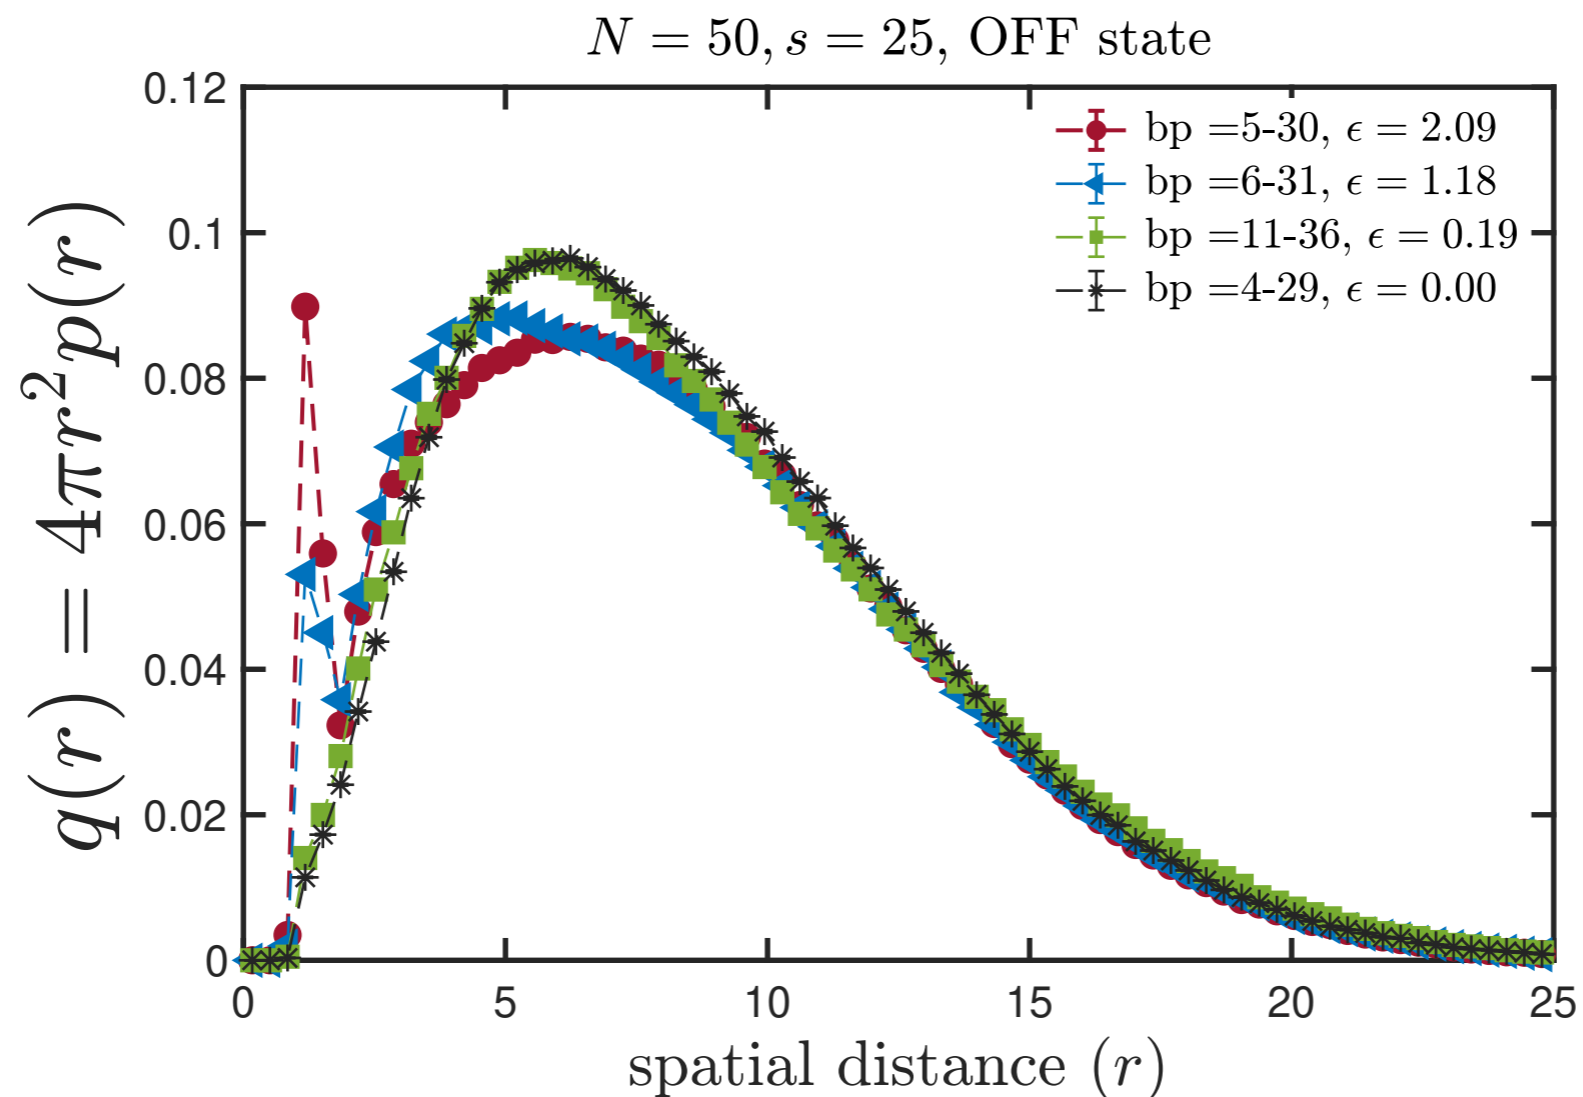 N = 50, s = 25, OFF state
q(r) = 4πr²p(r)
0.12
0.1
0.08
0.06
0.04
0.02
0
bp =5-30, ϵ = 2.09
bp =6-31, ϵ = 1.18
bp =11-36, ϵ = 0.19
bp =4-29, ϵ = 0.00
0 5 10 15 20 25
spatial distance (r)